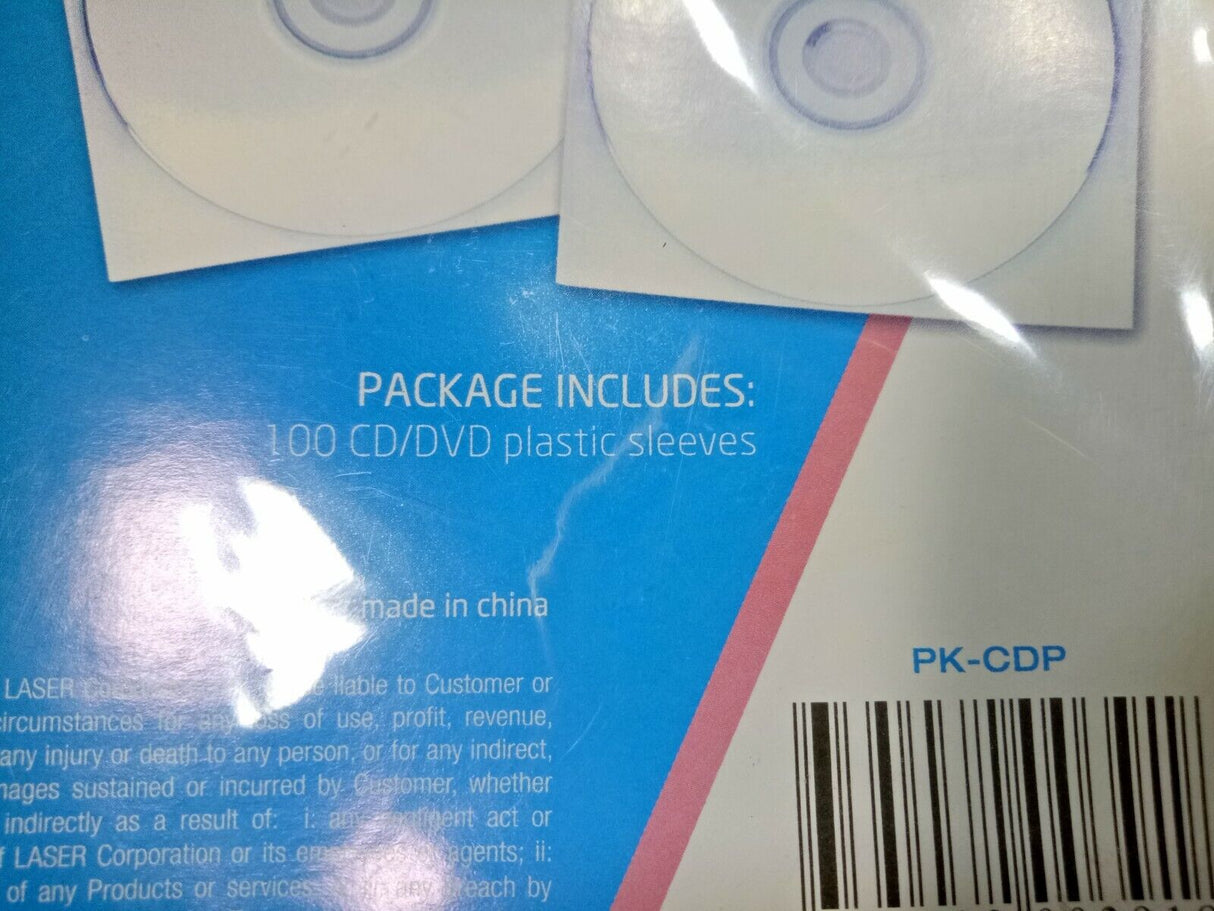 PACKAGE INCLUDES:
100 CD/DVD plastic sleeves
made in china
PK-CDP
LASER liable to Customer or
circumstances for any loss of use, profit, revenue,
any injury or death to any person, or for any indirect,
sustained or incurred by Customer, whether
indirectly as a result of: i: any negligent act or
LASER Corporation or its agents; ii:
of any Products or services any breach by